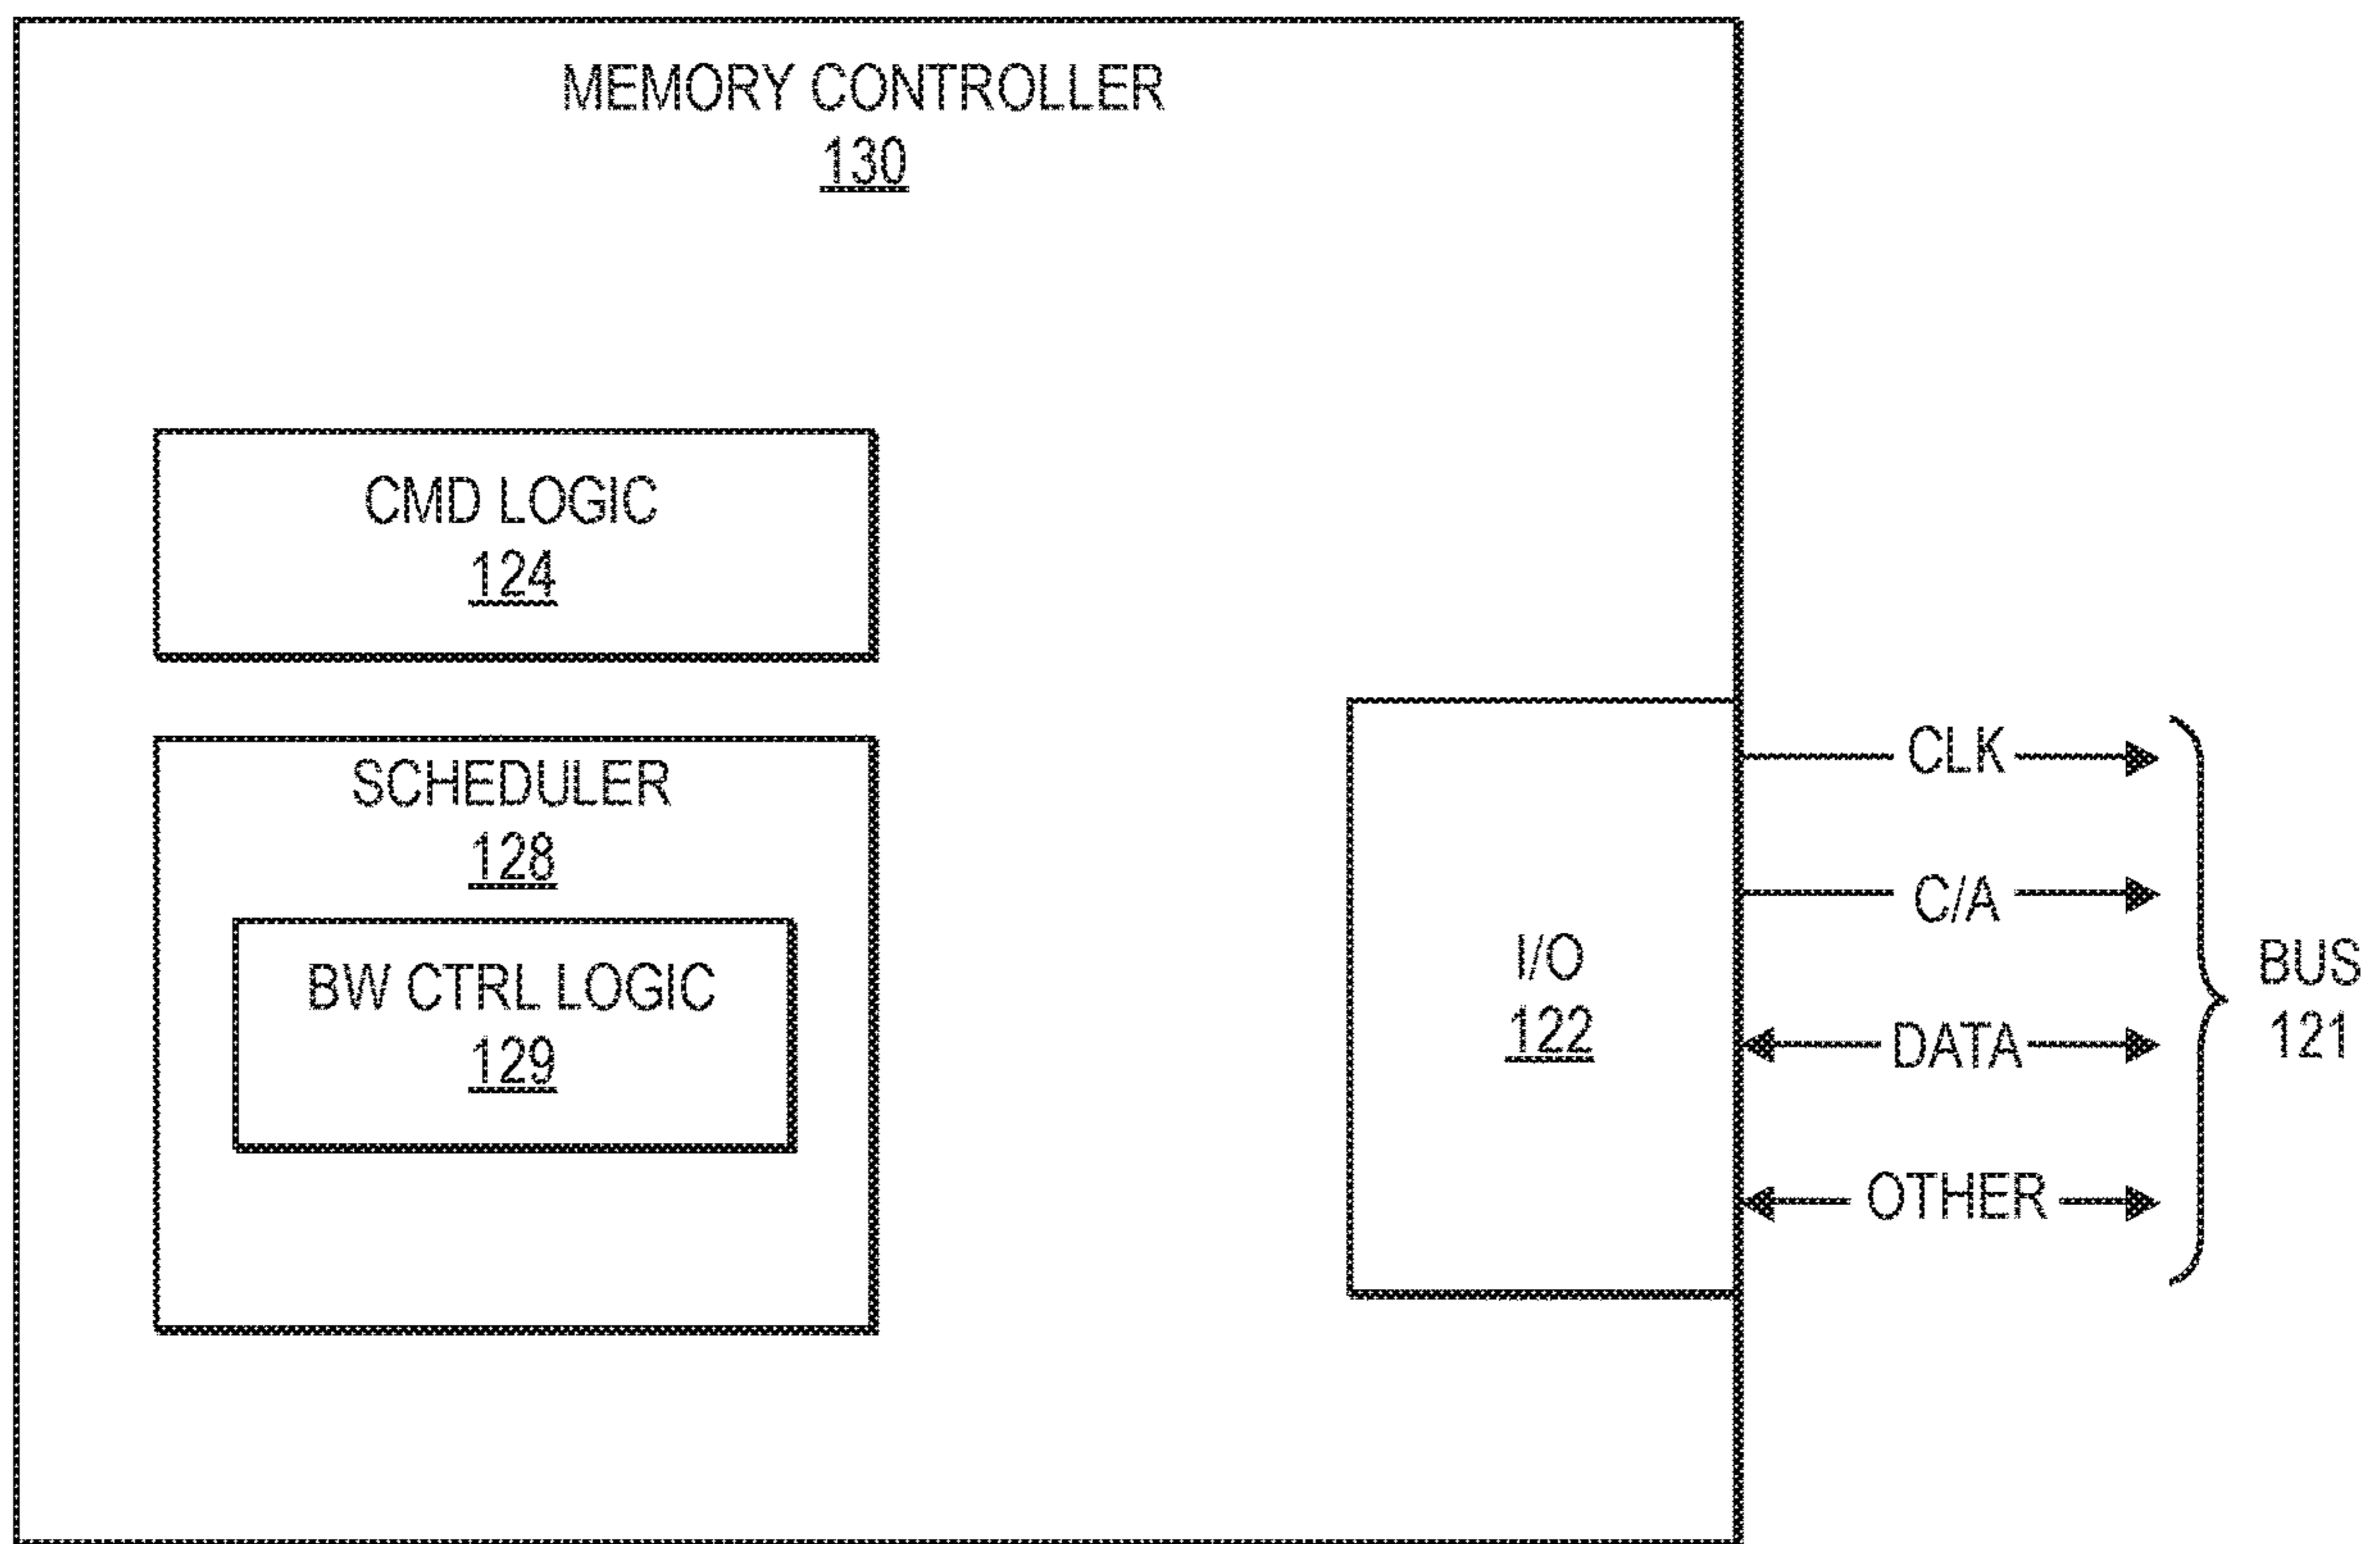 MEMORY CONTROLLER
130
CMD LOGIC
124
SCHEDULER
128
BW CTRL LOGIC
129
I/O
122
CLK
C/A
DATA
OTHER
BUS
121